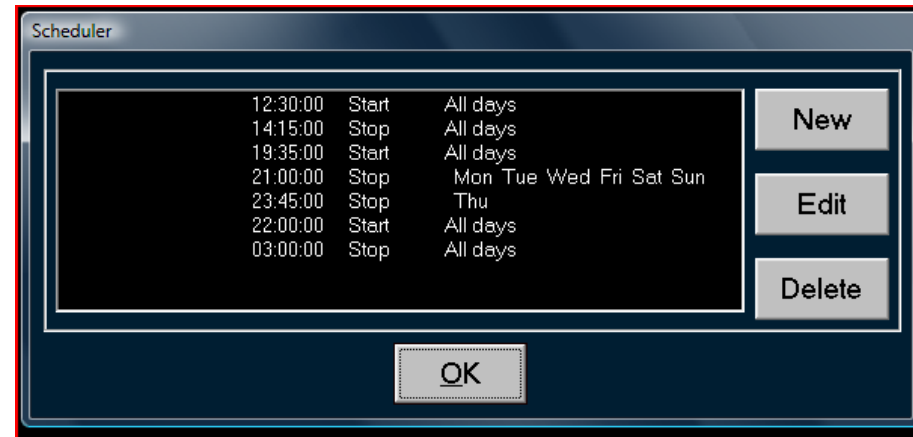 Scheduler
12:30:00 Start All days
14:15:00 Stop All days
19:35:00 Start All days
21:00:00 Stop Mon Tue Wed Fri Sat Sun
23:45:00 Stop Thu
22:00:00 Start All days
03:00:00 Stop All days
New
Edit
Delete
OK